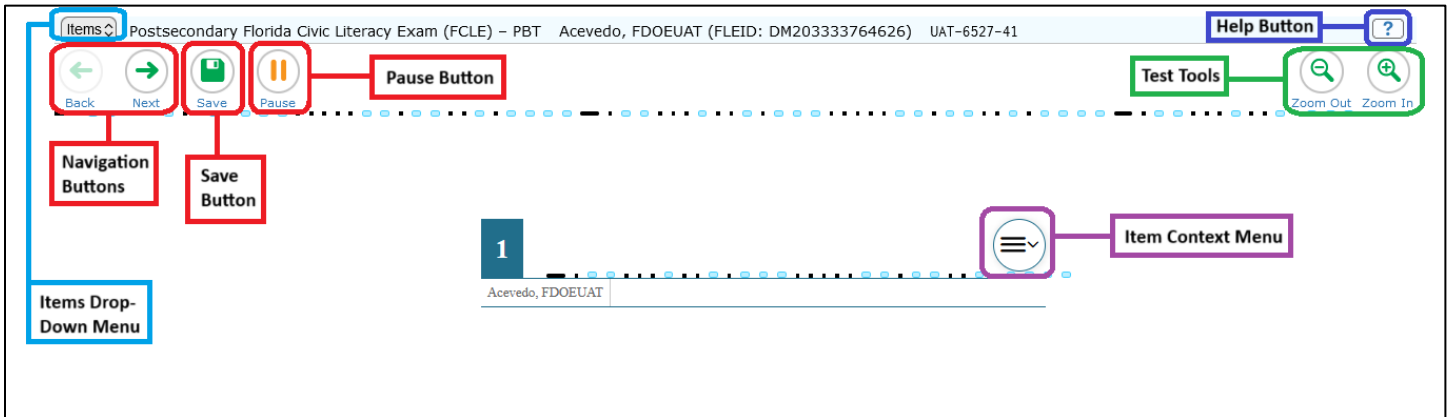 Items Postsecondary Florida Civic Literacy Exam (FCLE) – PBT Acevedo, FDOEUAT (FLEID: DM203333764626) UAT-6527-41
Help Button
?
Back
Next
Save
Pause
Pause Button
Test Tools
Zoom Out
Zoom In
Navigation
Buttons
Save
Button
1
Item Context Menu
Acevedo, FDOEUAT
Items Drop-
Down Menu